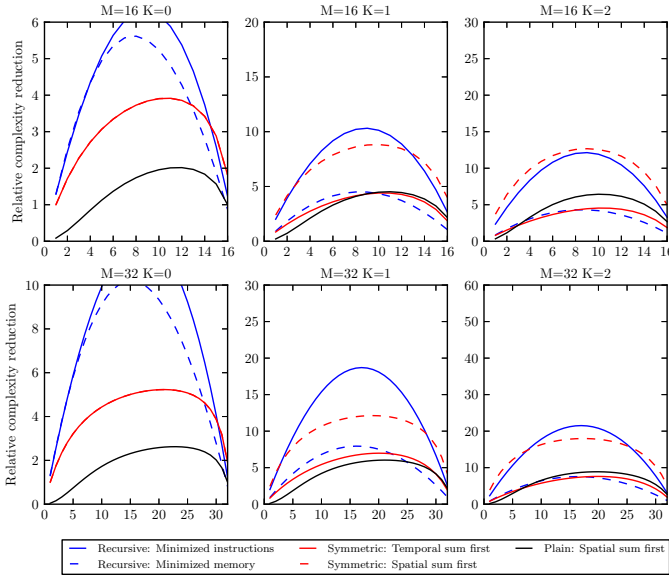 M=16 K=0
M=16 K=1
M=16 K=2
Relative complexity reduction
6
5
4
3
2
1
0
0 2 4 6 8 10 12 14 16
20
15
10
5
0
0 2 4 6 8 10 12 14 16
30
25
20
15
10
5
0
0 2 4 6 8 10 12 14 16
M=32 K=0
M=32 K=1
M=32 K=2
Relative complexity reduction
10
8
6
4
2
0
0 5 10 15 20 25 30
30
25
20
15
10
5
0
0 5 10 15 20 25 30
60
50
40
30
20
10
0
0 5 10 15 20 25 30
Recursive: Minimized instructions
Recursive: Minimized memory
Symmetric: Temporal sum first
Symmetric: Spatial sum first
Plain: Spatial sum first